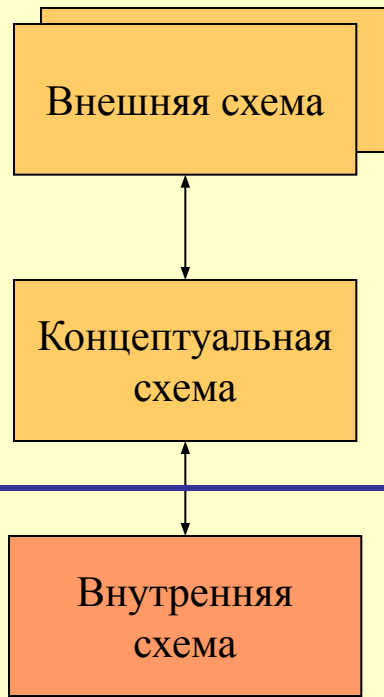 Внешняя схема
Концептуальная
схема
Внутренняя
схема